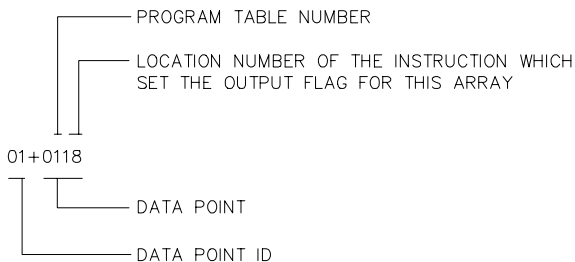 PROGRAM TABLE NUMBER
LOCATION NUMBER OF THE INSTRUCTION WHICH
SET THE OUTPUT FLAG FOR THIS ARRAY
01+0118
DATA POINT
DATA POINT ID